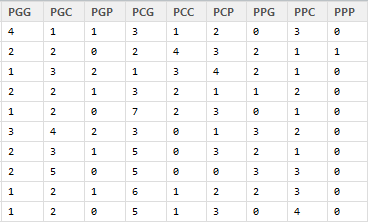 PGG PGC PGP PCG PCC PCP PPG PPC PPP
4 1 1 3 1 2 0 3 0
2 2 0 2 4 3 2 1 1
1 3 2 1 3 4 2 1 0
2 2 1 3 2 1 1 2 0
1 2 0 7 2 3 0 1 0
3 4 2 3 0 1 3 2 0
2 3 1 5 0 3 2 1 0
2 5 0 5 0 0 3 3 0
1 2 1 6 1 2 2 3 0
1 2 0 5 1 3 0 4 0